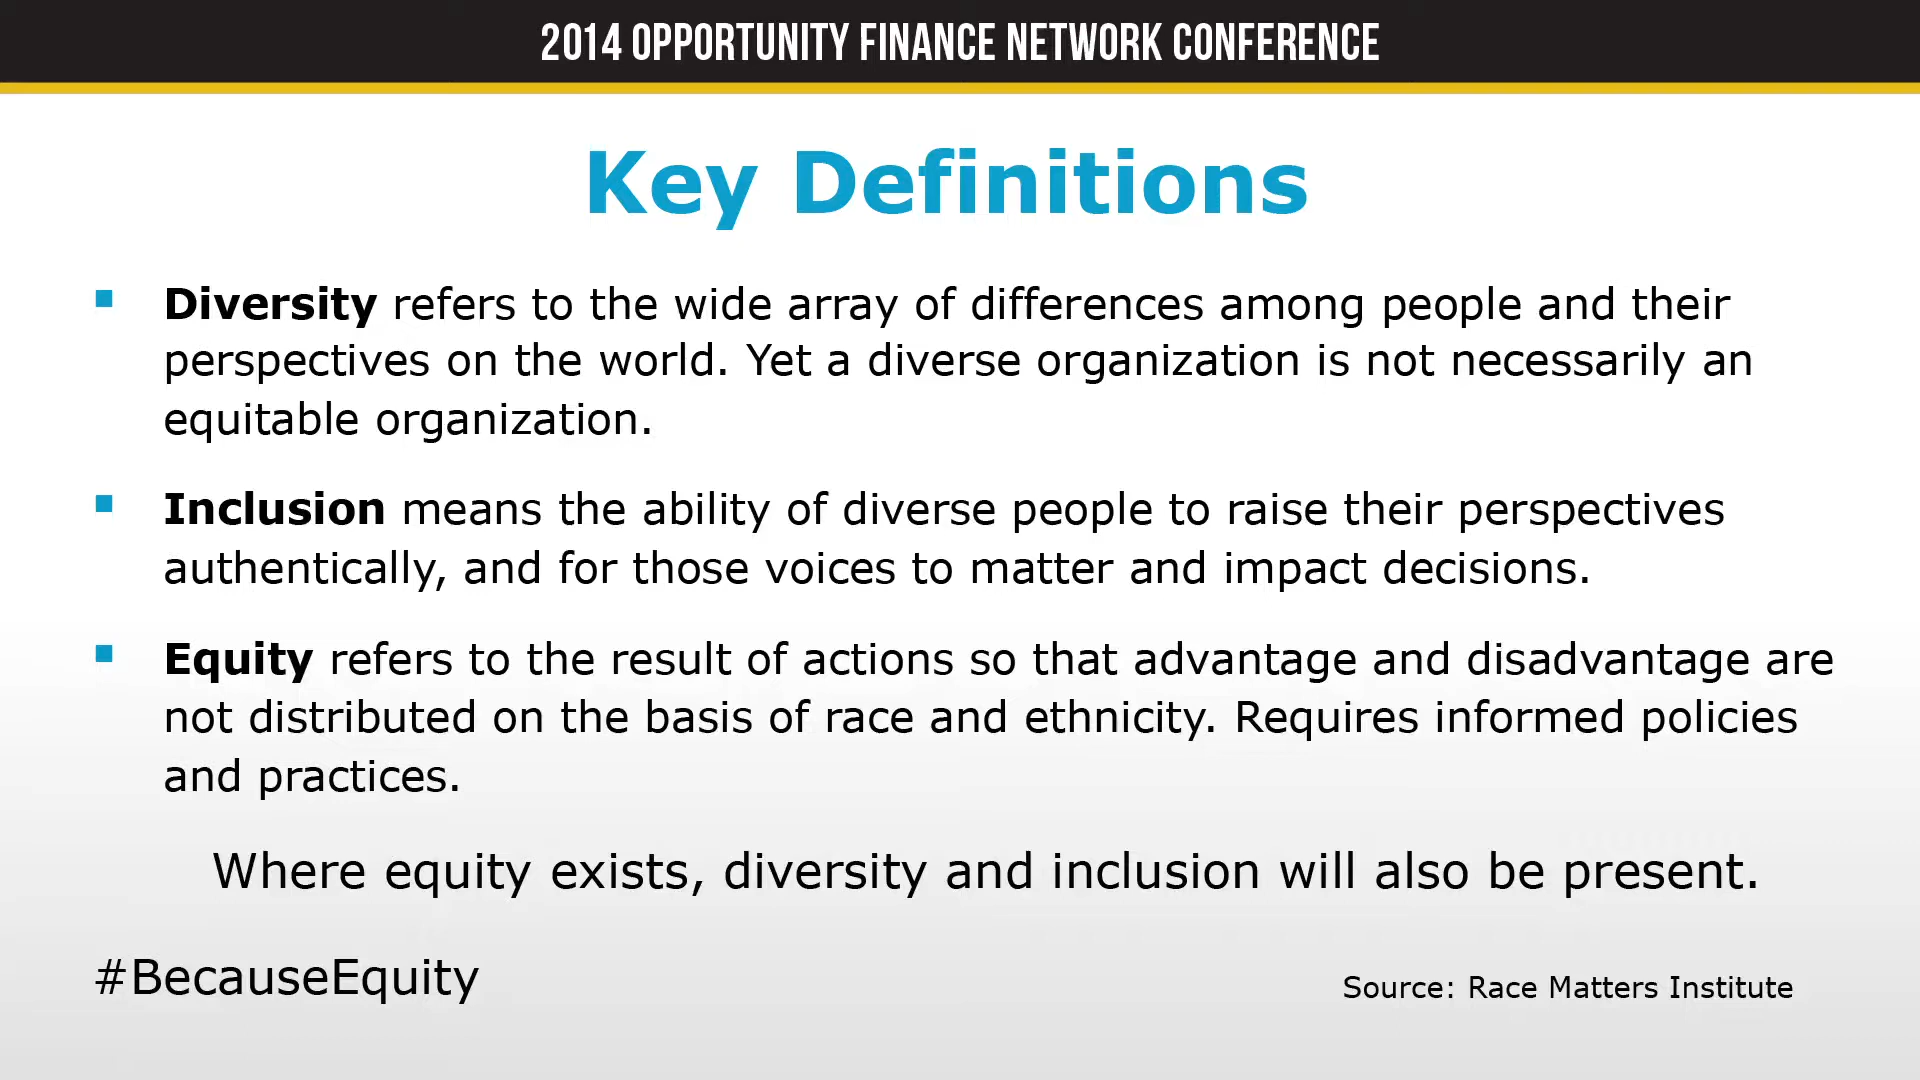 2014 OPPORTUNITY FINANCE NETWORK CONFERENCE
Key Definitions
▪ Diversity refers to the wide array of differences among people and their
perspectives on the world. Yet a diverse organization is not necessarily an
equitable organization.
▪ Inclusion means the ability of diverse people to raise their perspectives
authentically, and for those voices to matter and impact decisions.
▪ Equity refers to the result of actions so that advantage and disadvantage are
not distributed on the basis of race and ethnicity. Requires informed policies
and practices.
Where equity exists, diversity and inclusion will also be present.
#BecauseEquity
Source: Race Matters Institute